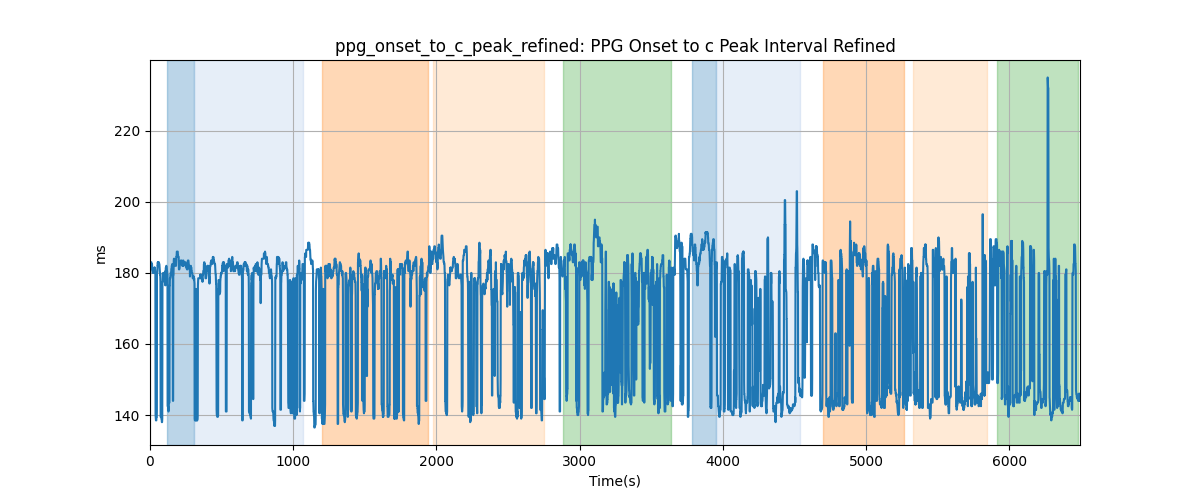 ppg_onset_to_c_peak_refined: PPG Onset to c Peak Interval Refined
220
200
180
160
140
ms
0 1000 2000 3000 4000 5000 6000
Time(s)